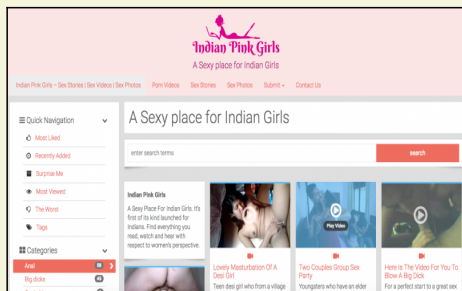 Indian Pink Girls
A Sexy place for Indian Girls
Indian Pink Girls – Sex Stories | Sex Videos | Sex Photos
Porn Videos
Sex Stories
Sex Photos
Submit
Contact Us
Quick Navigation
Most Liked
Recently Added
Surprise Me
Most Viewed
The Worst
Tags
Categories
Anal
Big dicks
A Sexy place for Indian Girls
enter search terms
search
Indian Pink Girls
A Sexy Place For Indian Girls. It's
first of its kind launched for
Indians. Find everything you
read, watch and hear with
respect to women's perspective.
Lovely Masturbation Of A
Desi Girl
Teen desi girl who from a village
Play Video
Two Couples Group Sex
Party
Youngsters who have an elder
Here Is The Video For You To
Blow A Big Dick
For a perfect start to a great sex